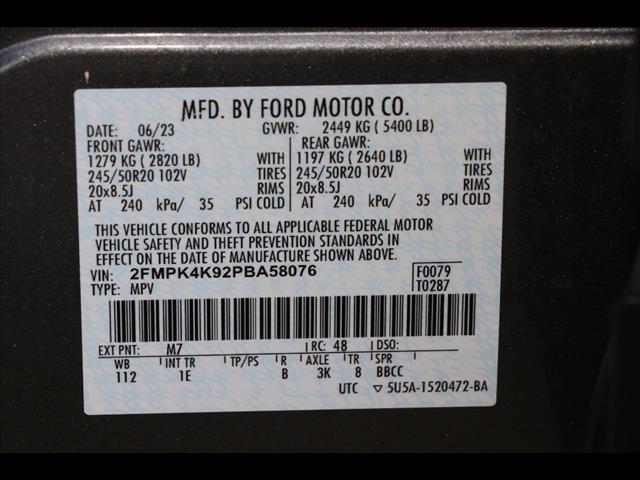 MFD. BY FORD MOTOR CO.
DATE: 06/23 GVWR: 2449 KG ( 5400 LB)
FRONT GAWR: REAR GAWR:
1279 KG ( 2820 LB) WITH 1197 KG ( 2640 LB) WITH
245/50R20 102V TIRES 245/50R20 102V TIRES
20x8.5J RIMS 20x8.5J RIMS
AT 240 kPa/ 35 PSI COLD AT 240 kPa/ 35 PSI COLD
THIS VEHICLE CONFORMS TO ALL APPLICABLE FEDERAL MOTOR
VEHICLE SAFETY AND THEFT PREVENTION STANDARDS IN
EFFECT ON THE DATE OF MANUFACTURE SHOWN ABOVE.
VIN: 2FMPK4K92PBA58076 F0079
TYPE: MPV T0287
EXT PNT: M7 RC: 48 DSO:
WB INT TR TP/PS R AXLE TR SPR
112 1E B 3K 8 BBCC
UTC ▽ 5U5A-1520472-BA